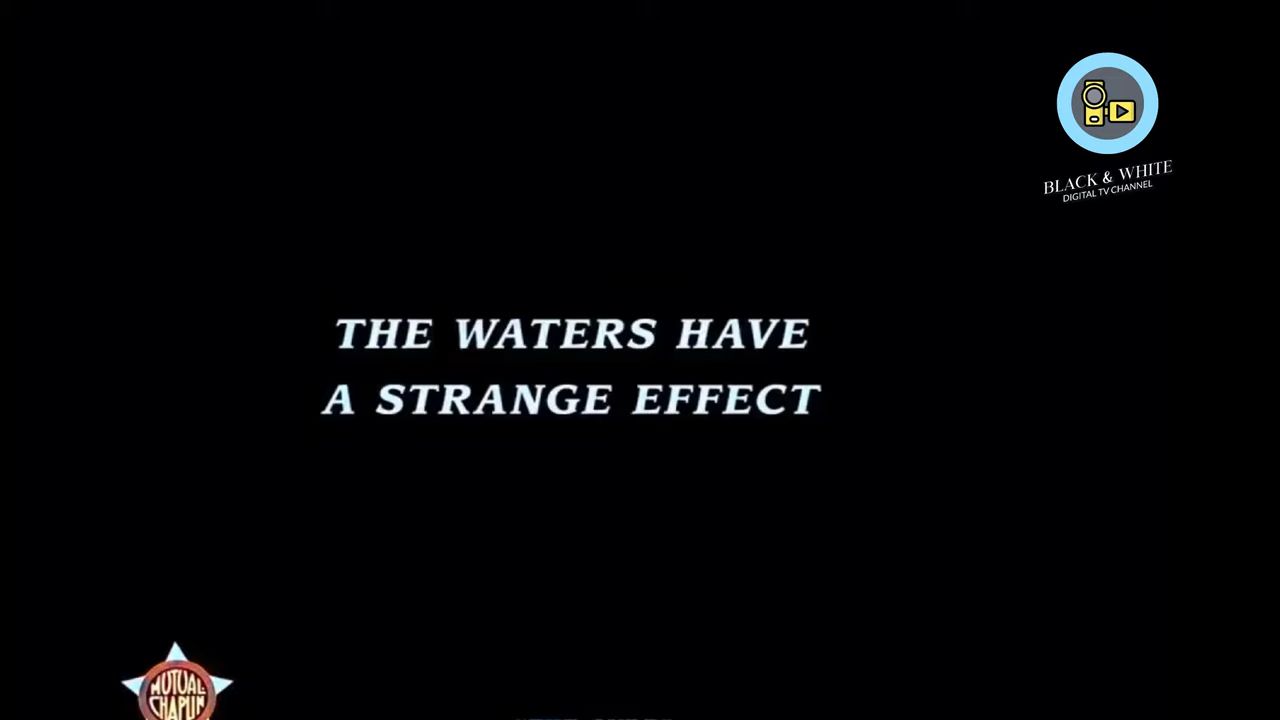 BLACK & WHITE
DIGITAL TV CHANNEL
THE WATERS HAVE
A STRANGE EFFECT
MUTUAL-
CHAPLIN